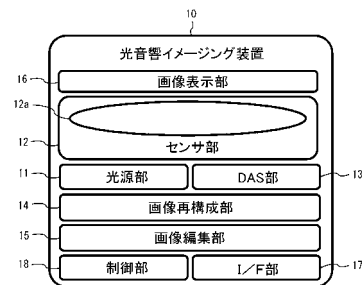 10
光音響イメージング装置
16
画像表示部
12a
12
センサ部
11
光源部
DAS部
13
14
画像再構成部
15
画像編集部
18
制御部
I／F部
17